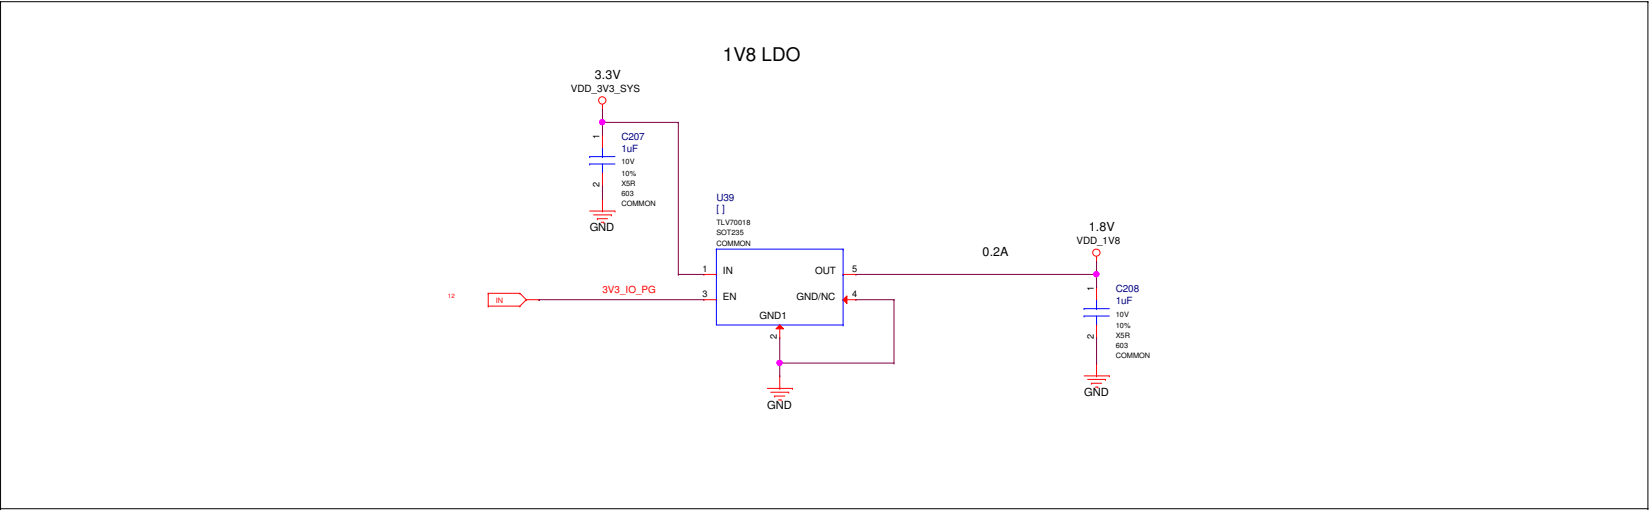 1V8 LDO
3.3V
VDD_3V3_SYS
1
C207
1uF
10V
10%
X5R
603
COMMON
2
GND
U39
[ ]
TLV70018
SOT235
COMMON
1
IN
OUT
5
0.2A
1.8V
VDD_1V8
12
IN
3V3_IO_PG
3
EN
GND/NC
4
GND1
2
GND
1
C208
1uF
10V
10%
X5R
603
COMMON
2
GND